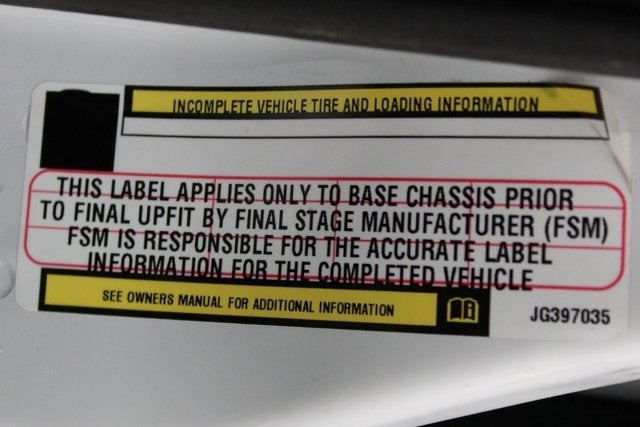 INCOMPLETE VEHICLE TIRE AND LOADING INFORMATION
THIS LABEL APPLIES ONLY TO BASE CHASSIS PRIOR
TO FINAL UPFIT BY FINAL STAGE MANUFACTURER (FSM)
FSM IS RESPONSIBLE FOR THE ACCURATE LABEL
INFORMATION FOR THE COMPLETED VEHICLE
SEE OWNERS MANUAL FOR ADDITIONAL INFORMATION
JG397035